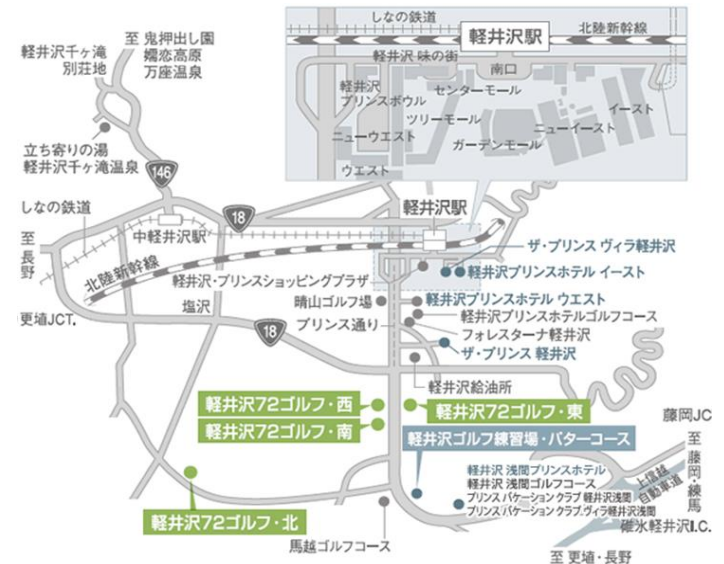 しなの鉄道
軽井沢駅
北陸新幹線
軽井沢 味の街
南口
軽井沢
プリンスボウル
センターモール
ツリーモール
イースト
ニューウエスト
ニューイースト
ガーデンモール
ウエスト
至 鬼押出し園
嬬恋高原
万座温泉
軽井沢千ヶ滝
別荘地
立ち寄りの湯
軽井沢千ヶ滝温泉
146
しなの鉄道
18
軽井沢駅
至
長野
中軽井沢駅
北陸新幹線
ザ・プリンス ヴィラ軽井沢
軽井沢プリンスホテル イースト
軽井沢・プリンスショッピングプラザ
晴山ゴルフ場
軽井沢プリンスホテル ウエスト
軽井沢プリンスホテルゴルフコース
更埴JCT.
塩沢
18
プリンス通り
フォレスターナ軽井沢
ザ・プリンス 軽井沢
軽井沢給油所
軽井沢72ゴルフ・西
軽井沢72ゴルフ・東
軽井沢72ゴルフ・南
軽井沢ゴルフ練習場・パターコース
藤岡JC
至
藤岡・練馬
軽井沢 浅間プリンスホテル
軽井沢 浅間ゴルフコース
プリンス バケーション クラブ 軽井沢浅間
プリンス バケーション クラブ ヴィラ軽井沢浅間
上信越
自動車道
碓氷軽井沢I.C.
軽井沢72ゴルフ・北
馬越ゴルフコース
至 更埴・長野